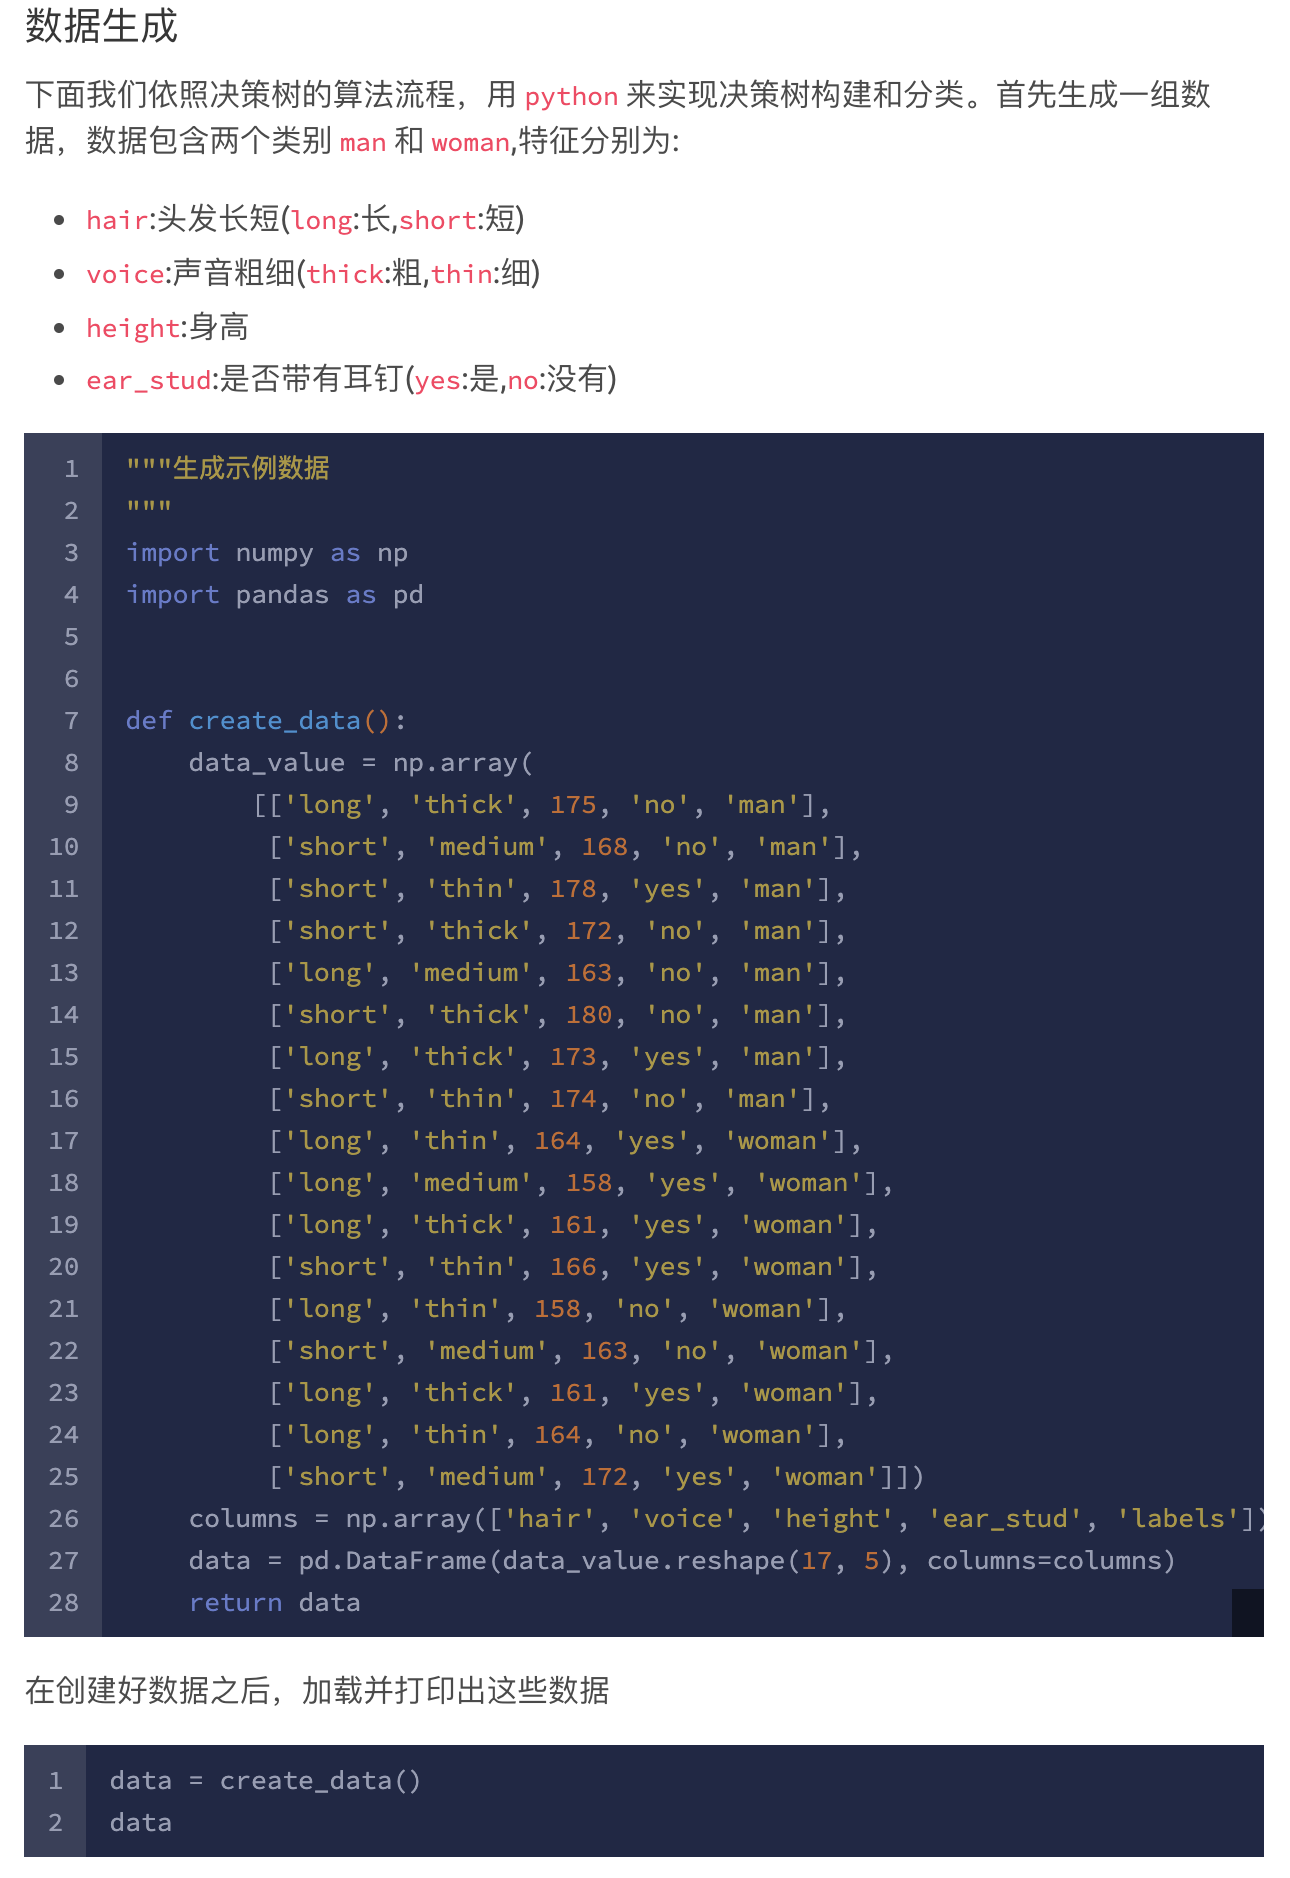 数据生成
下面我们依照决策树的算法流程，用 python 来实现决策树构建和分类。首先生成一组数
据，数据包含两个类别 man 和 woman,特征分别为:
• hair:头发长短(long:长,short:短)
• voice:声音粗细(thick:粗,thin:细)
• height:身高
• ear_stud:是否带有耳钉(yes:是,no:没有)
1 """生成示例数据
2 """
3 import numpy as np
4 import pandas as pd
5
6
7 def create_data():
8     data_value = np.array(
9         [['long', 'thick', 175, 'no', 'man'],
10          ['short', 'medium', 168, 'no', 'man'],
11          ['short', 'thin', 178, 'yes', 'man'],
12          ['short', 'thick', 172, 'no', 'man'],
13          ['long', 'medium', 163, 'no', 'man'],
14          ['short', 'thick', 180, 'no', 'man'],
15          ['long', 'thick', 173, 'yes', 'man'],
16          ['short', 'thin', 174, 'no', 'man'],
17          ['long', 'thin', 164, 'yes', 'woman'],
18          ['long', 'medium', 158, 'yes', 'woman'],
19          ['long', 'thick', 161, 'yes', 'woman'],
20          ['short', 'thin', 166, 'yes', 'woman'],
21          ['long', 'thin', 158, 'no', 'woman'],
22          ['short', 'medium', 163, 'no', 'woman'],
23          ['long', 'thick', 161, 'yes', 'woman'],
24          ['long', 'thin', 164, 'no', 'woman'],
25          ['short', 'medium', 172, 'yes', 'woman']])
26     columns = np.array(['hair', 'voice', 'height', 'ear_stud', 'labels'])
27     data = pd.DataFrame(data_value.reshape(17, 5), columns=columns)
28     return data
在创建好数据之后，加载并打印出这些数据
1 data = create_data()
2 data